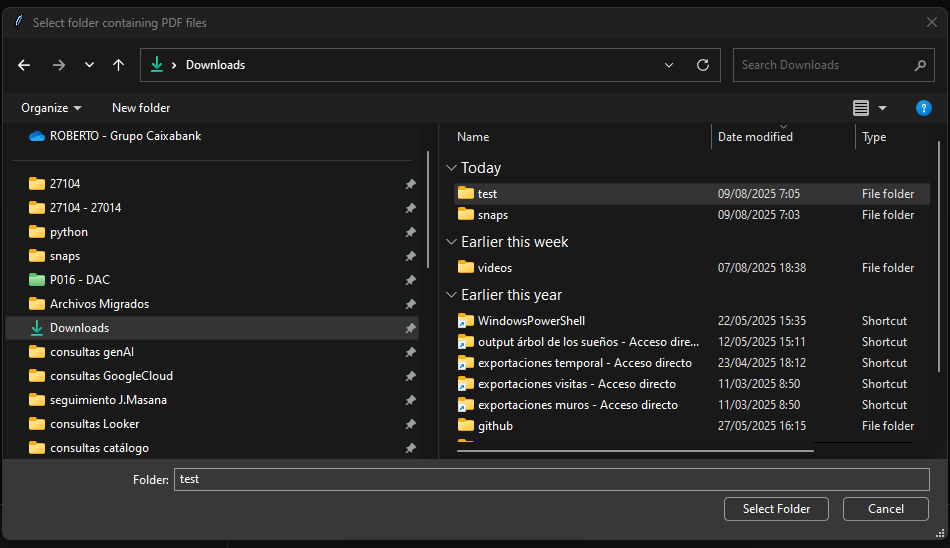 Select folder containing PDF files
Downloads
Search Downloads
Organize
New folder
?
ROBERTO - Grupo Caixabank
27104
27104 - 27014
python
snaps
P016 - DAC
Archivos Migrados
Downloads
consultas genAI
consultas GoogleCloud
seguimiento J.Masana
consultas Looker
consultas catálogo
Name Date modified Type
Today
test 09/08/2025 7:05 File folder
snaps 09/08/2025 7:03 File folder
Earlier this week
videos 07/08/2025 18:38 File folder
Earlier this year
WindowsPowerShell 22/05/2025 15:35 Shortcut
output árbol de los sueños - Acceso dire... 12/05/2025 15:11 Shortcut
exportaciones temporal - Acceso directo 23/04/2025 18:12 Shortcut
exportaciones visitas - Acceso directo 11/03/2025 8:50 Shortcut
exportaciones muros - Acceso directo 11/03/2025 8:50 Shortcut
github 27/05/2025 16:15 File folder
Folder: test
Select Folder
Cancel